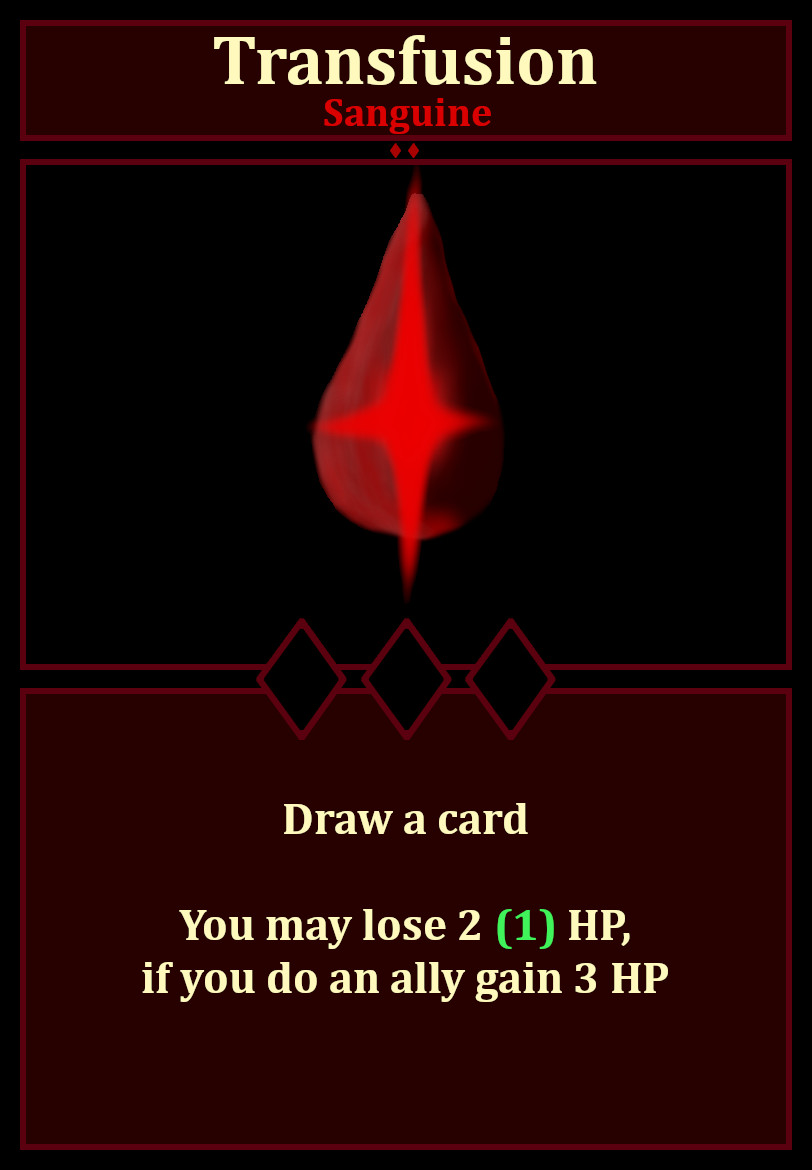 Transfusion
Sanguine
Draw a card
You may lose 2 (1) HP,
if you do an ally gain 3 HP